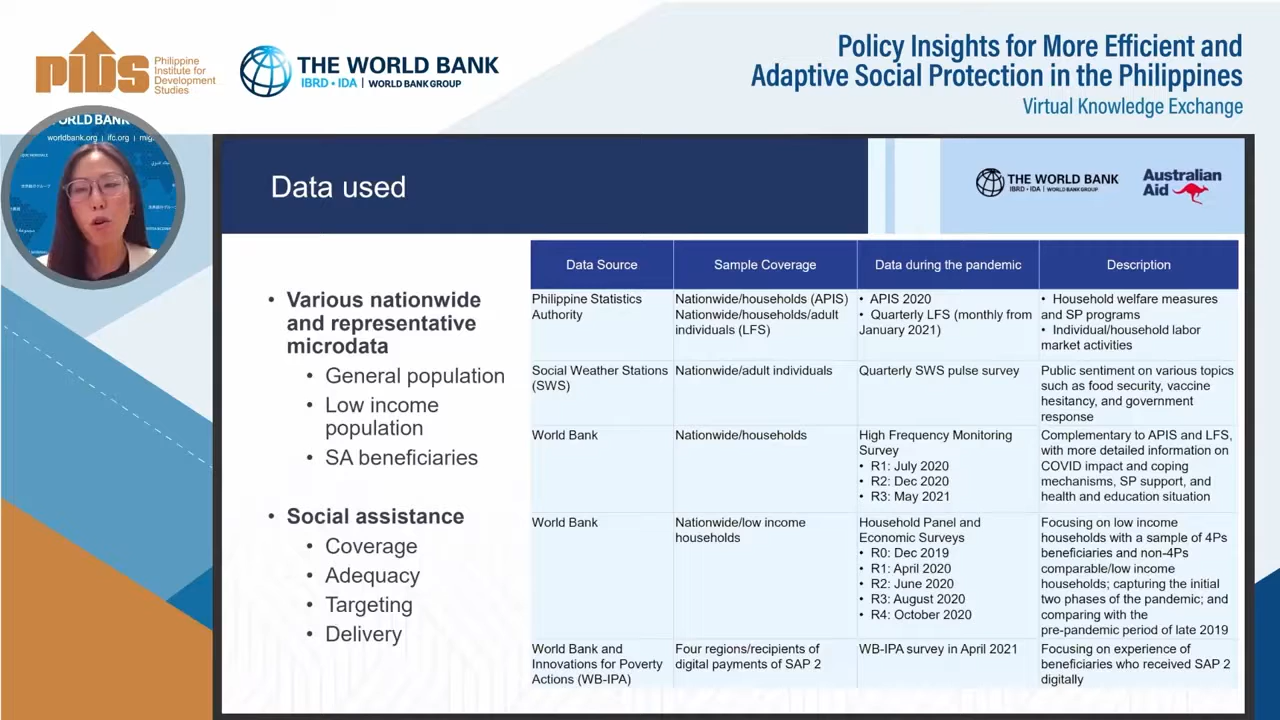 PIDS
Philippine
Institute for
Development
Studies
THE WORLD BANK
IBRD • IDA | WORLD BANK GROUP
Policy Insights for More Efficient and
Adaptive Social Protection in the Philippines
Virtual Knowledge Exchange
ORLD BANK
worldbank.org | ifc.org | mig
Data used
THE WORLD BANK
IBRD • IDA | WORLD BANK GROUP
Australian
Aid
• Various nationwide
and representative
microdata
• General population
• Low income
population
• SA beneficiaries
• Social assistance
• Coverage
• Adequacy
• Targeting
• Delivery
Data Source
Sample Coverage
Data during the pandemic
Description
Philippine Statistics
Authority
Nationwide/households (APIS)
Nationwide/households/adult
individuals (LFS)
• APIS 2020
• Quarterly LFS (monthly from
January 2021)
• Household welfare measures
and SP programs
• Individual/household labor
market activities
Social Weather Stations
(SWS)
Nationwide/adult individuals
Quarterly SWS pulse survey
Public sentiment on various topics
such as food security, vaccine
hesitancy, and government
response
World Bank
Nationwide/households
High Frequency Monitoring
Survey
• R1: July 2020
• R2: Dec 2020
• R3: May 2021
Complementary to APIS and LFS,
with more detailed information on
COVID impact and coping
mechanisms, SP support, and
health and education situation
World Bank
Nationwide/low income
households
Household Panel and
Economic Surveys
• R0: Dec 2019
• R1: April 2020
• R2: June 2020
• R3: August 2020
• R4: October 2020
Focusing on low income
households with a sample of 4Ps
beneficiaries and non-4Ps
comparable/low income
households; capturing the initial
two phases of the pandemic; and
comparing with the
pre-pandemic period of late 2019
World Bank and
Innovations for Poverty
Actions (WB-IPA)
Four regions/recipients of
digital payments of SAP 2
WB-IPA survey in April 2021
Focusing on experience of
beneficiaries who received SAP 2
digitally